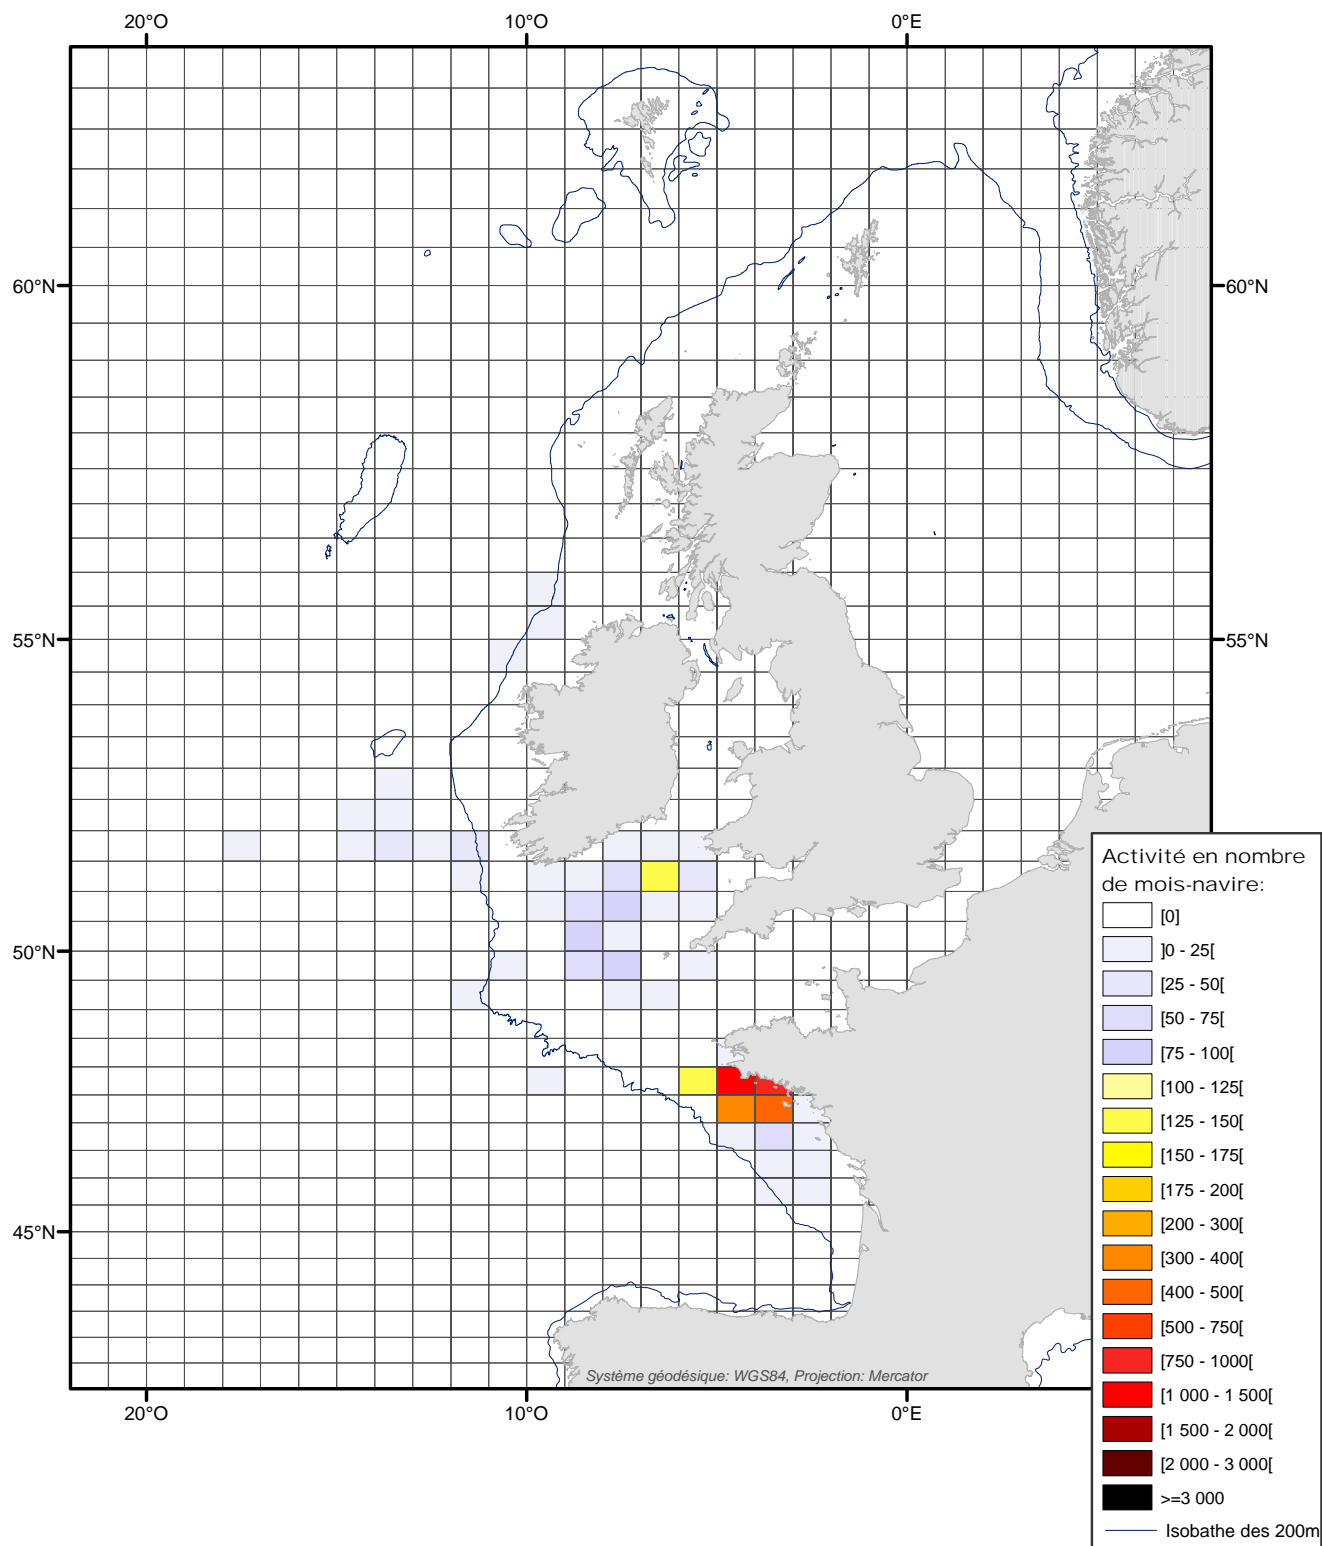 20°O 10°O 0°E
60°N 60°N
55°N 55°N
50°N
45°N
Système géodésique: WGS84, Projection: Mercator
20°O 10°O 0°E
Activité en nombre
de mois-navire:
[0]
]0 - 25[
[25 - 50[
[50 - 75[
[75 - 100[
[100 - 125[
[125 - 150[
[150 - 175[
[175 - 200[
[200 - 300[
[300 - 400[
[400 - 500[
[500 - 750[
[750 - 1000[
[1 000 - 1 500[
[1 500 - 2 000[
[2 000 - 3 000[
>=3 000
Isobathe des 200m